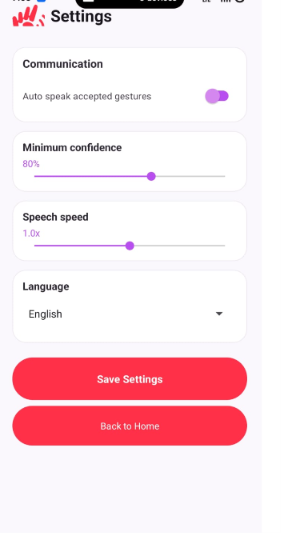 Settings
Communication
Auto speak accepted gestures
Minimum confidence
80%
Speech speed
1.0x
Language
English
Save Settings
Back to Home